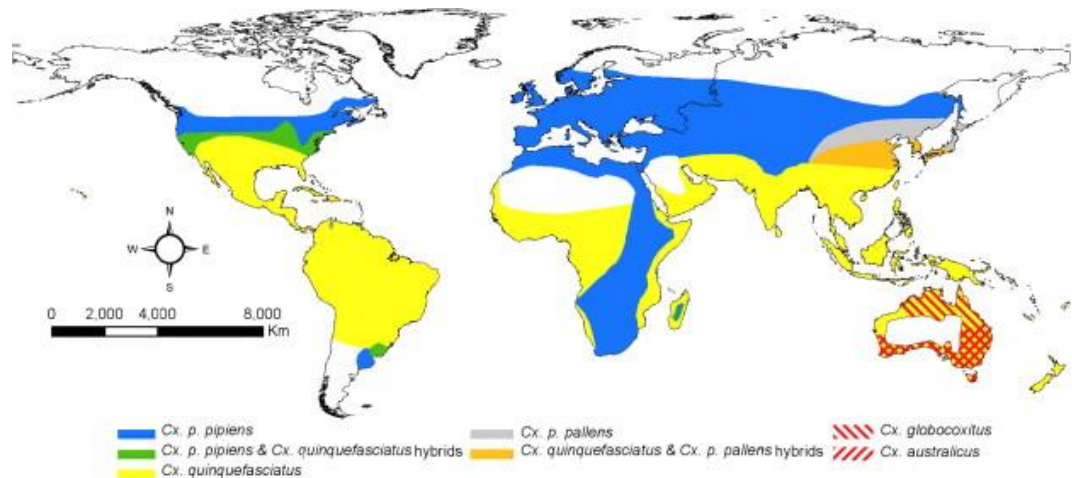 N
W E
S
0 2,000 4,000 8,000
Km
Cx. p. pipiens
Cx. p. pipiens & Cx. quinquefasciatus hybrids
Cx. quinquefasciatus
Cx. p. pallens
Cx. quinquefasciatus & Cx. p. pallens hybrids
Cx. globocoxitus
Cx. australicus